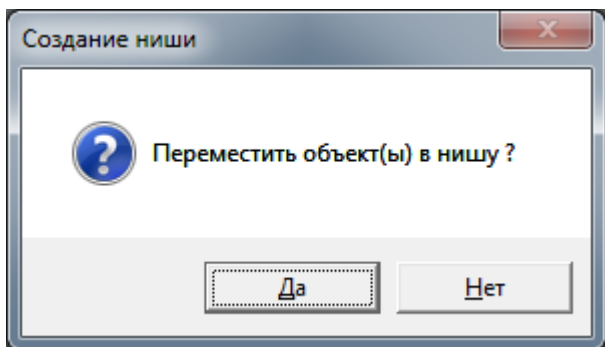 Создание ниши
Переместить объект(ы) в нишу ?
Да
Нет